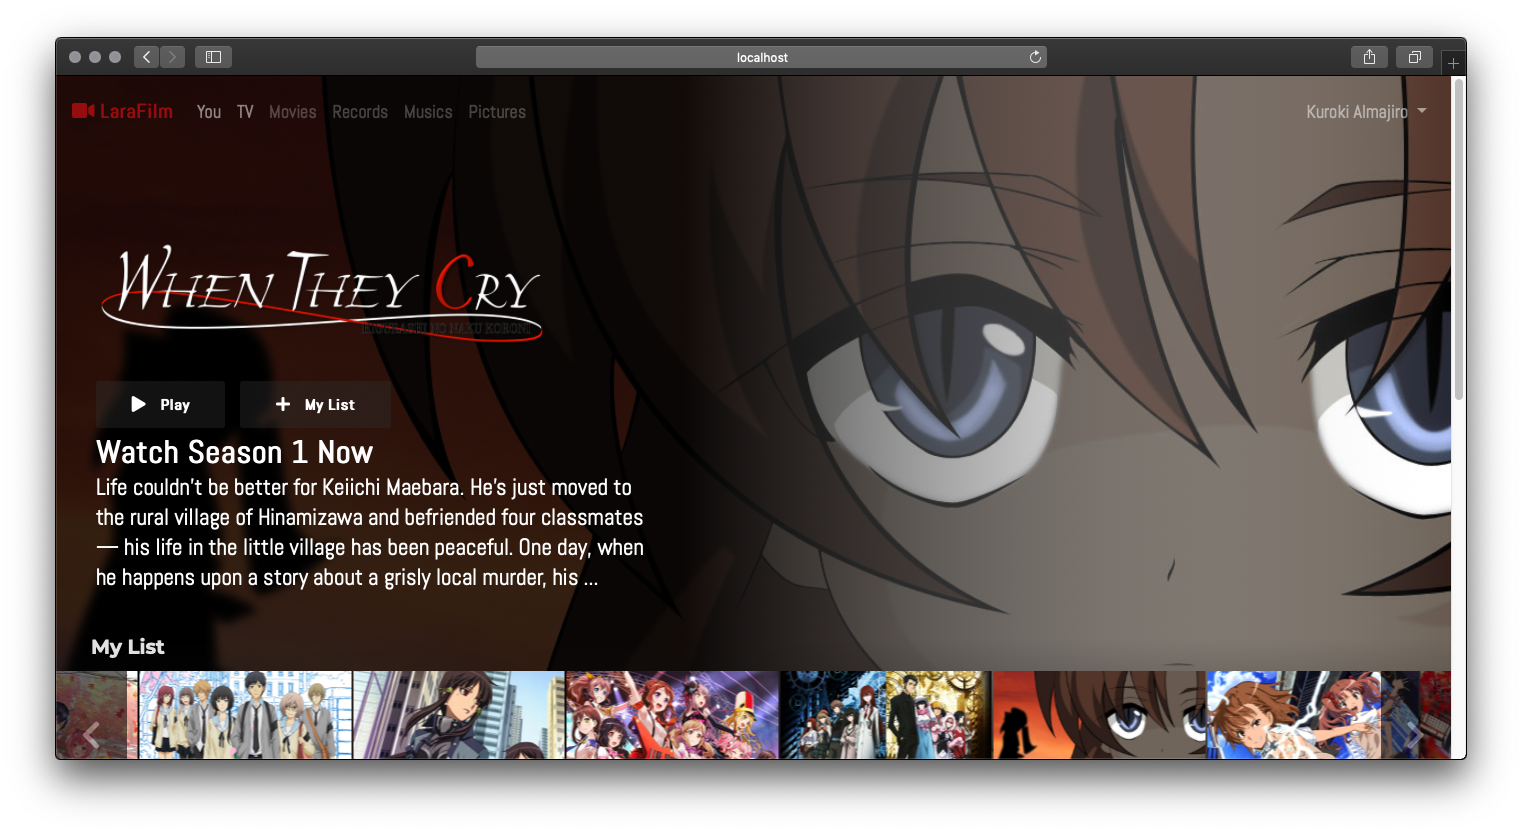 localhost
LaraFilm You TV Movies Records Musics Pictures Kuroki Almajiro
WHEN THEY CRY
HIGURASHI NO NAKU KORONI
Play My List
Watch Season 1 Now
Life couldn't be better for Keiichi Maebara. He's just moved to
the rural village of Hinamizawa and befriended four classmates
— his life in the little village has been peaceful. One day, when
he happens upon a story about a grisly local murder, his ...
My List